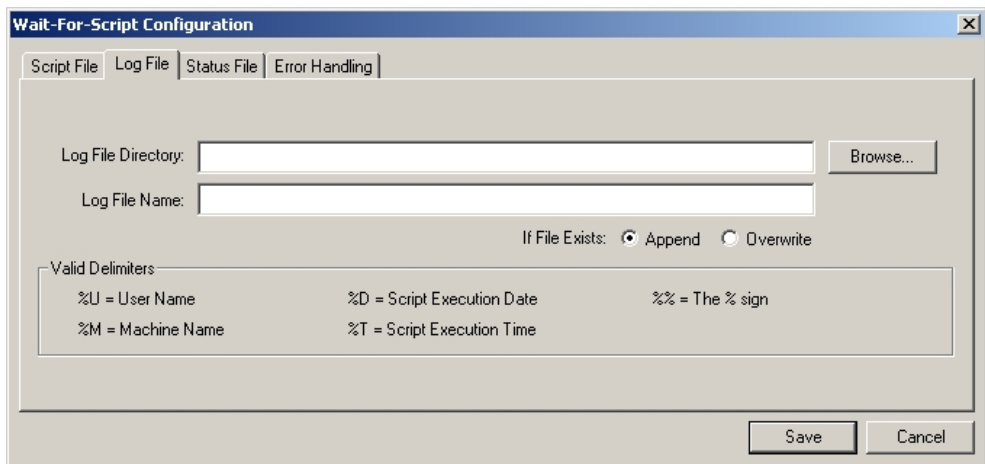 Wait-For-Script Configuration
Script File Log File Status File Error Handling
Log File Directory: Browse...
Log File Name:
If File Exists: Append Overwrite
Valid Delimiters
%U = User Name %D = Script Execution Date %% = The % sign
%M = Machine Name %T = Script Execution Time
Save Cancel